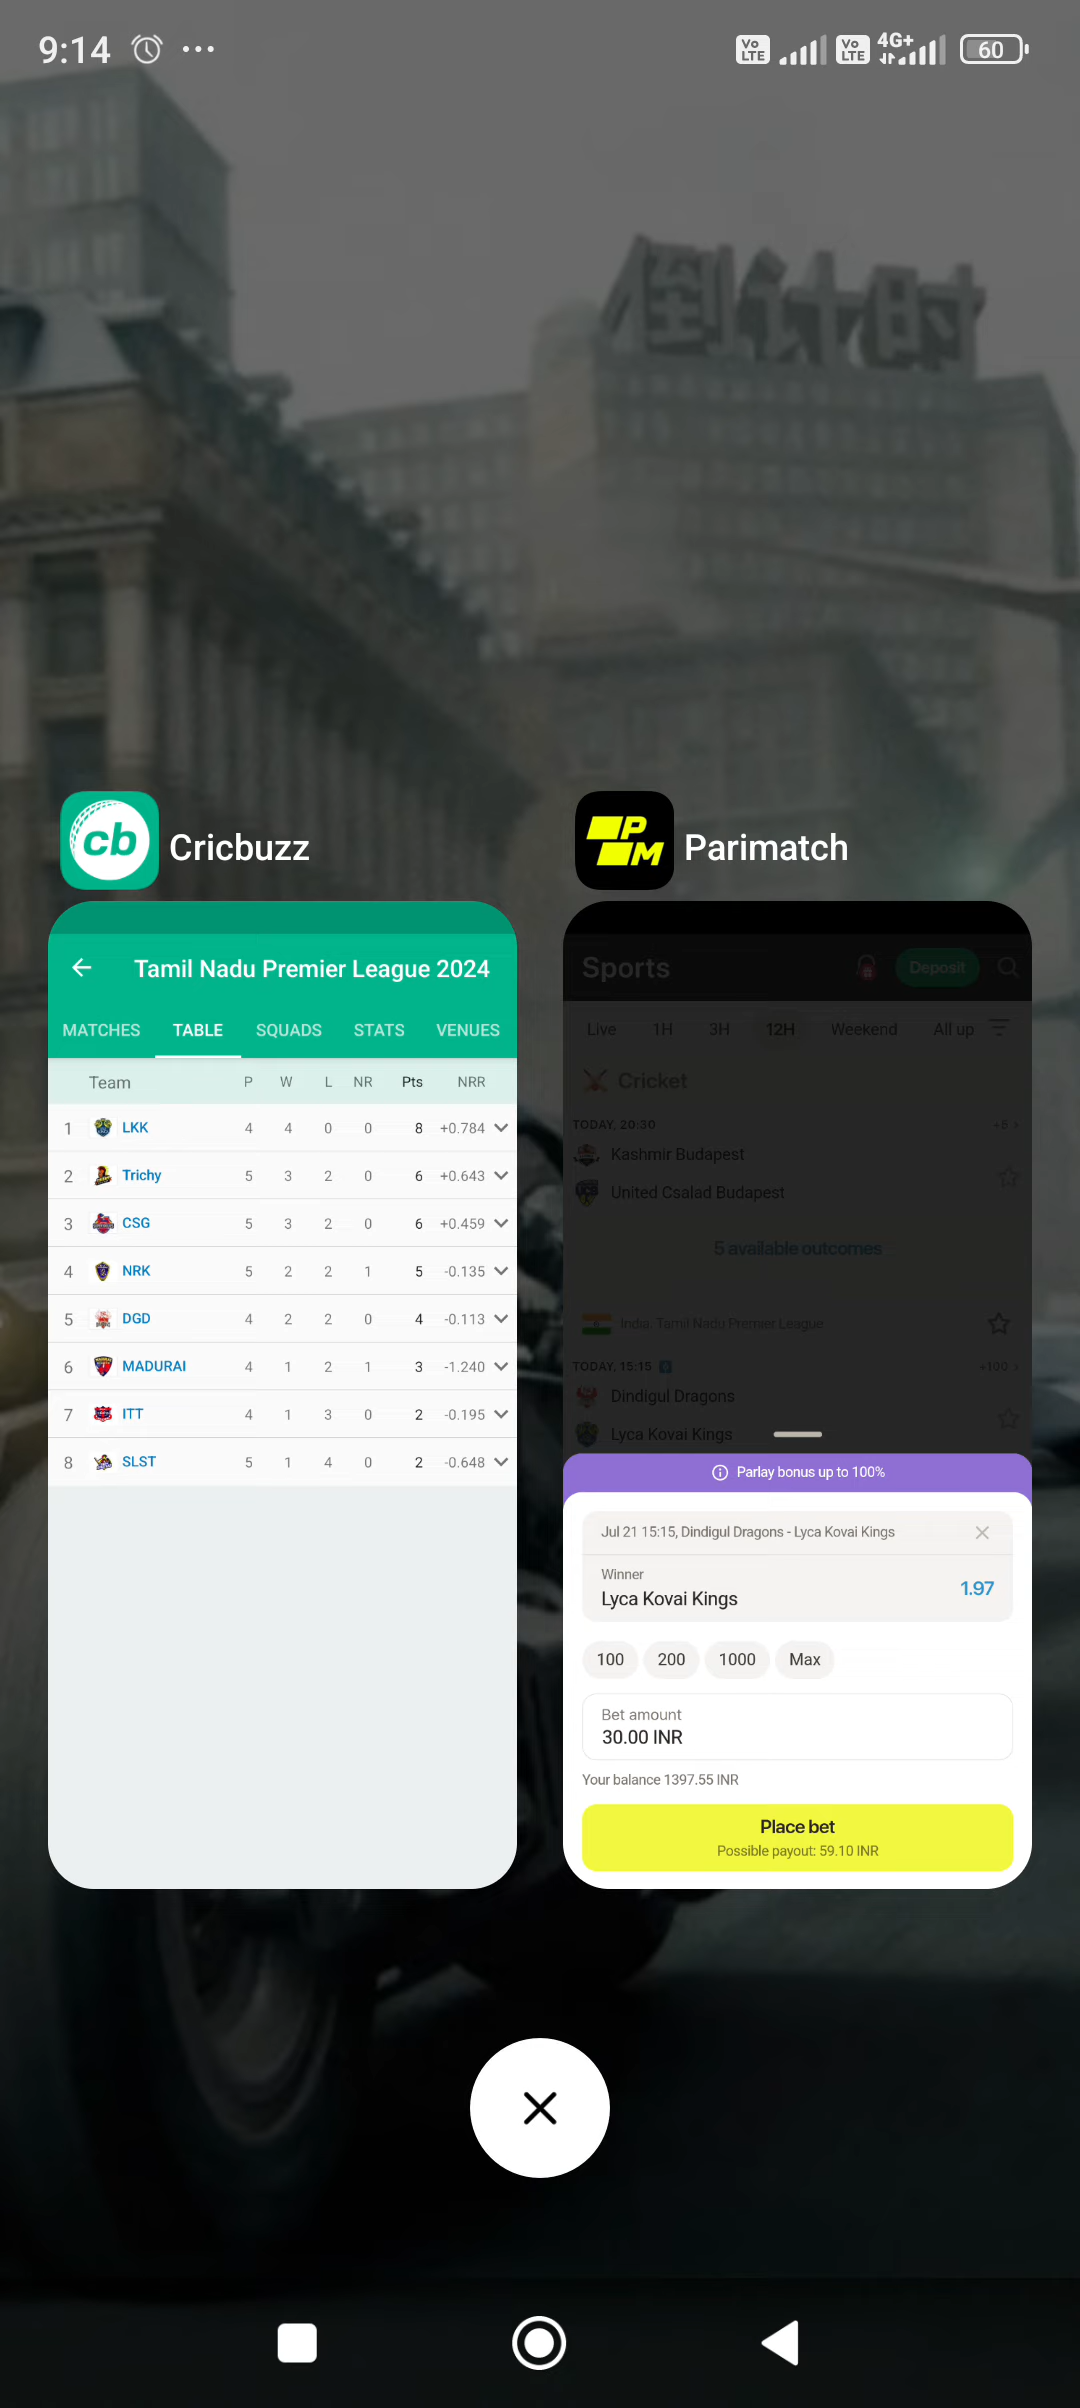 9:14
Vo LTE
Vo LTE
4G+
60
倒计时
cb Cricbuzz
PM Parimatch
Tamil Nadu Premier League 2024
MATCHES TABLE SQUADS STATS VENUES
Team P W L NR Pts NRR
1 LKK 4 4 0 0 8 +0.784
2 Trichy 5 3 2 0 6 +0.643
3 CSG 5 3 2 0 6 +0.459
4 NRK 5 2 2 1 5 -0.135
5 DGD 4 2 2 0 4 -0.113
6 MADURAI 4 1 2 1 3 -1.240
7 ITT 4 1 3 0 2 -0.195
8 SLST 5 1 4 0 2 -0.648
Sports
Deposit
Live 1H 3H 12H Weekend All up
Cricket
TODAY, 20:30 +5 >
Kashmir Budapest
United Csalad Budapest
5 available outcomes
India. Tamil Nadu Premier League
TODAY, 15:15 +100 >
Dindigul Dragons
Lyca Kovai Kings
Parlay bonus up to 100%
Jul 21 15:15, Dindigul Dragons - Lyca Kovai Kings
Winner
Lyca Kovai Kings 1.97
100 200 1000 Max
Bet amount
30.00 INR
Your balance 1397.55 INR
Place bet
Possible payout: 59.10 INR